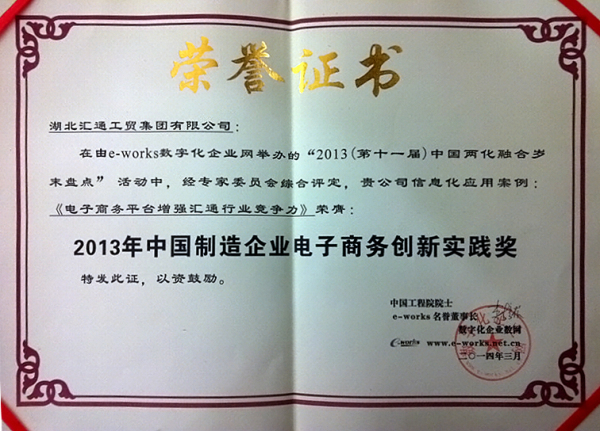 荣誉证书
湖北汇通工贸集团有限公司：
在由e-works数字化企业网举办的“2013(第十一届)中国两化融合岁
末盘点”活动中，经专家委员会综合评定，贵公司信息化应用案例：
《电子商务平台增强汇通行业竞争力》荣膺：
2013年中国制造企业电子商务创新实践奖
特发此证，以资鼓励。
中国工程院院士
e-works名誉董事长
数字化企业数网
e-works www.e-works.net.cn
二〇一四年三月